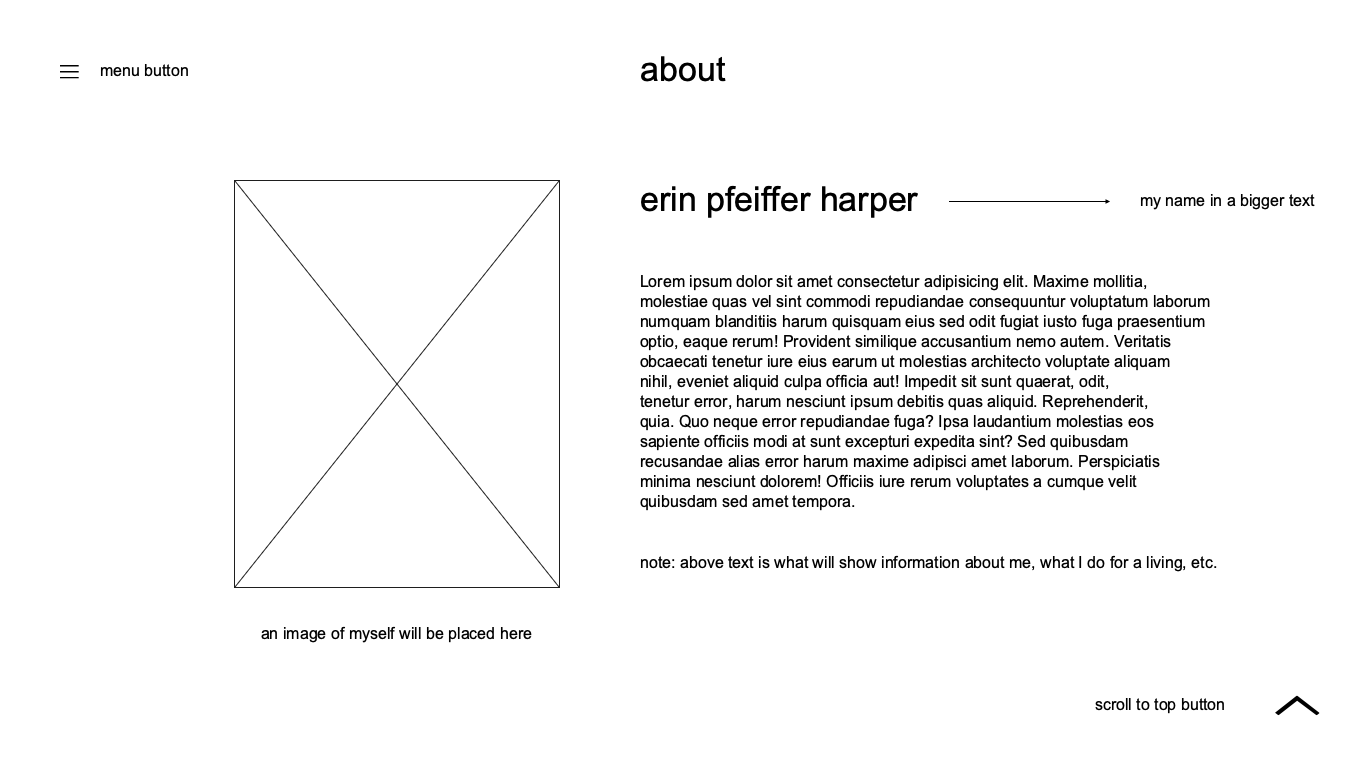 menu button
about
erin pfeiffer harper
my name in a bigger text
Lorem ipsum dolor sit amet consectetur adipisicing elit. Maxime mollitia,
molestiae quas vel sint commodi repudiandae consequuntur voluptatum laborum
numquam blanditiis harum quisquam eius sed odit fugiat iusto fuga praesentium
optio, eaque rerum! Provident similique accusantium nemo autem. Veritatis
obcaecati tenetur iure eius earum ut molestias architecto voluptate aliquam
nihil, eveniet aliquid culpa officia aut! Impedit sit sunt quaerat, odit,
tenetur error, harum nesciunt ipsum debitis quas aliquid. Reprehenderit,
quia. Quo neque error repudiandae fuga? Ipsa laudantium molestias eos
sapiente officiis modi at sunt excepturi expedita sint? Sed quibusdam
recusandae alias error harum maxime adipisci amet laborum. Perspiciatis
minima nesciunt dolorem! Officiis iure rerum voluptates a cumque velit
quibusdam sed amet tempora.
note: above text is what will show information about me, what I do for a living, etc.
an image of myself will be placed here
scroll to top button